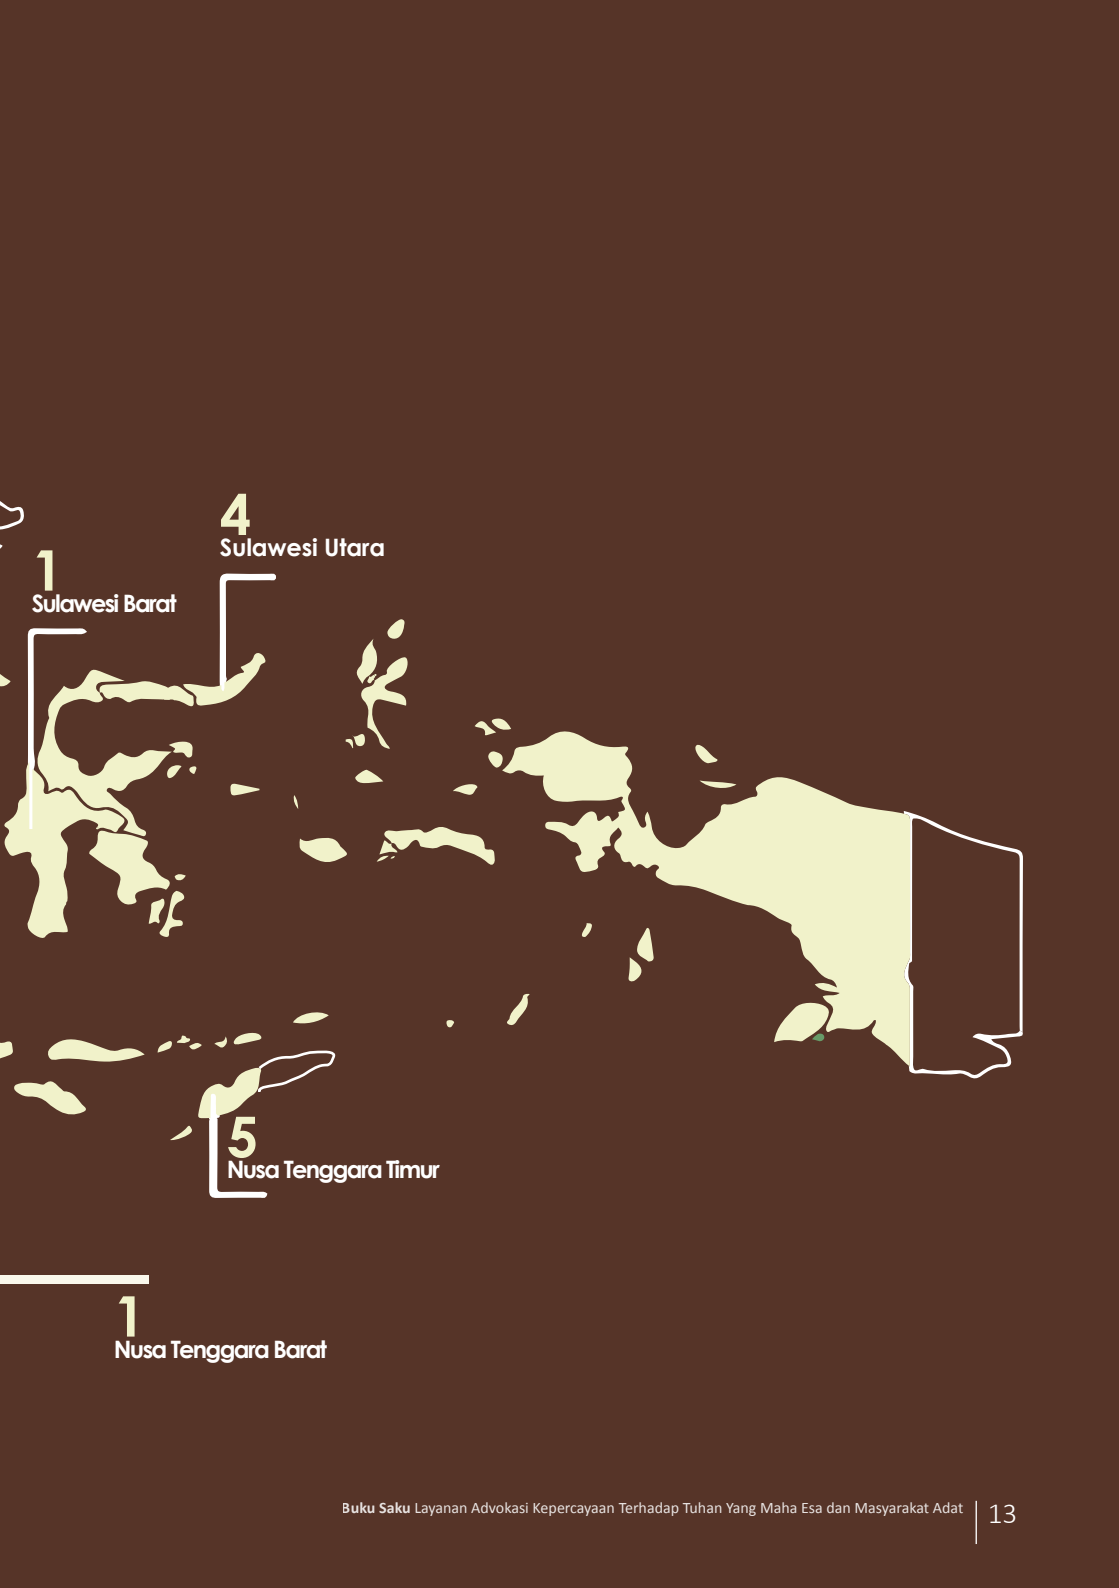 4
Sulawesi Utara
1
Sulawesi Barat
5
Nusa Tenggara Timur
1
Nusa Tenggara Barat
Buku Saku Layanan Advokasi Kepercayaan Terhadap Tuhan Yang Maha Esa dan Masyarakat Adat
13